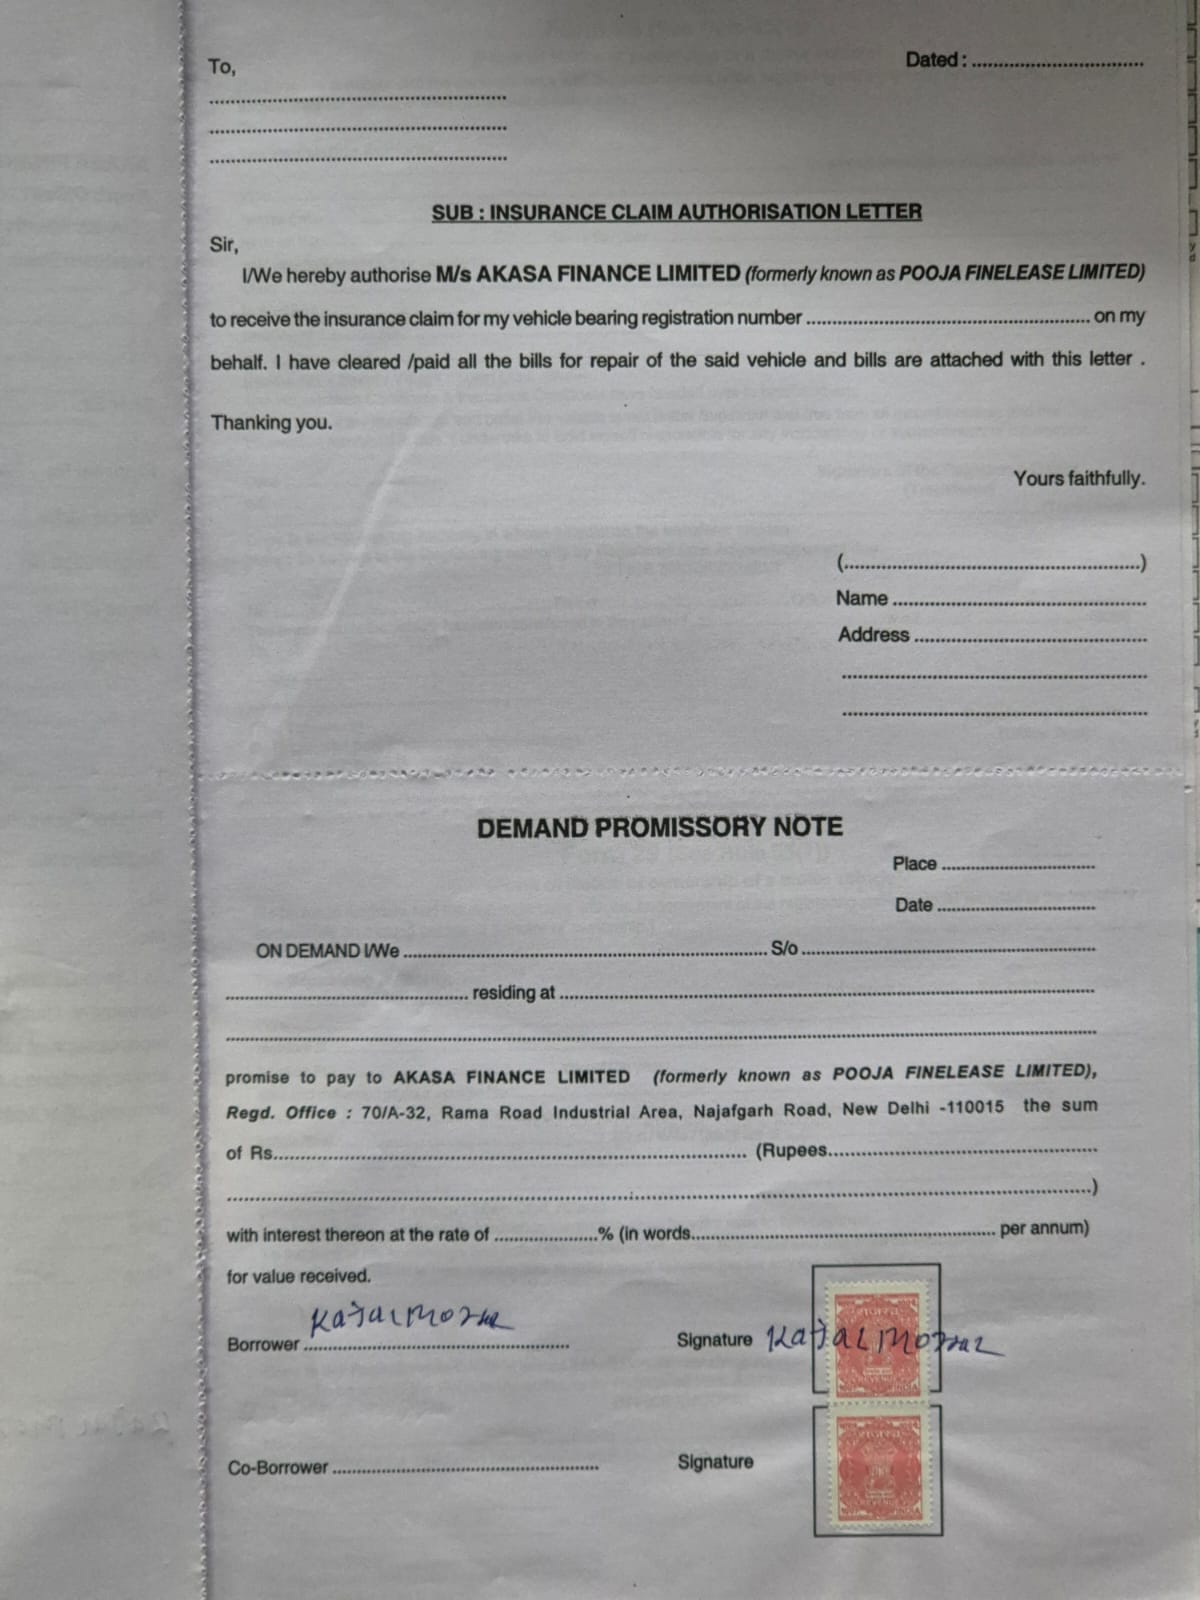 To,
Dated : ................................
........................................................
........................................................
........................................................
SUB : INSURANCE CLAIM AUTHORISATION LETTER
Sir,
I/We hereby authorise M/s AKASA FINANCE LIMITED (formerly known as POOJA FINELEASE LIMITED)
to receive the insurance claim for my vehicle bearing registration number ...................................................... on my
behalf. I have cleared /paid all the bills for repair of the said vehicle and bills are attached with this letter .
Thanking you.
Yours faithfully.
(........................................................)
Name ................................................
Address ............................................
..........................................................
..........................................................
DEMAND PROMISSORY NOTE
Place ..............................
Date ...............................
ON DEMAND I/We ..................................................................... S/o .......................................................
.............................................. residing at .....................................................................................................
....................................................................................................................................................................
promise to pay to AKASA FINANCE LIMITED (formerly known as POOJA FINELEASE LIMITED),
Regd. Office : 70/A-32, Rama Road Industrial Area, Najafgarh Road, New Delhi -110015 the sum
of Rs......................................................................................... (Rupees...................................................
..................................................................................................................................................................)
with interest thereon at the rate of ....................% (in words......................................................... per annum)
for value received.
Borrower ..................................................
Signature
Co-Borrower ..................................................
Signature
REVENUE
INDIA
REVENUE